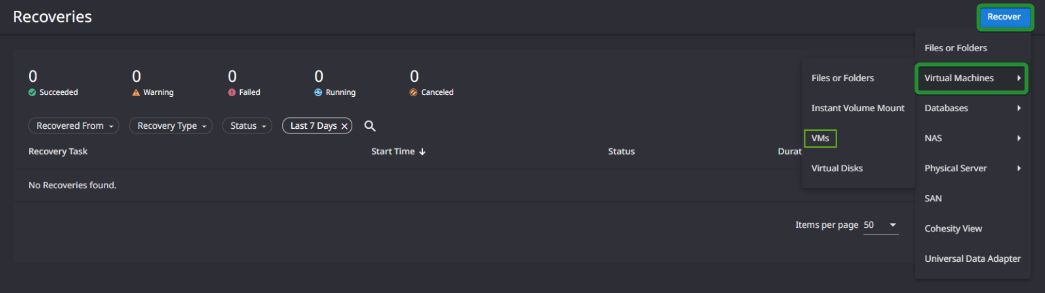 Recoveries
Recover
0 0 0 0 0
Succeeded Warning Failed Running Canceled
Recovered From Recovery Type Status Last 7 Days ×
Recovery Task Start Time ↓ Status Durat
No Recoveries found.
Items per page 50
Files or Folders
Instant Volume Mount
VMs
Virtual Disks
Files or Folders
Virtual Machines
Databases
NAS
Physical Server
SAN
Cohesity View
Universal Data Adapter